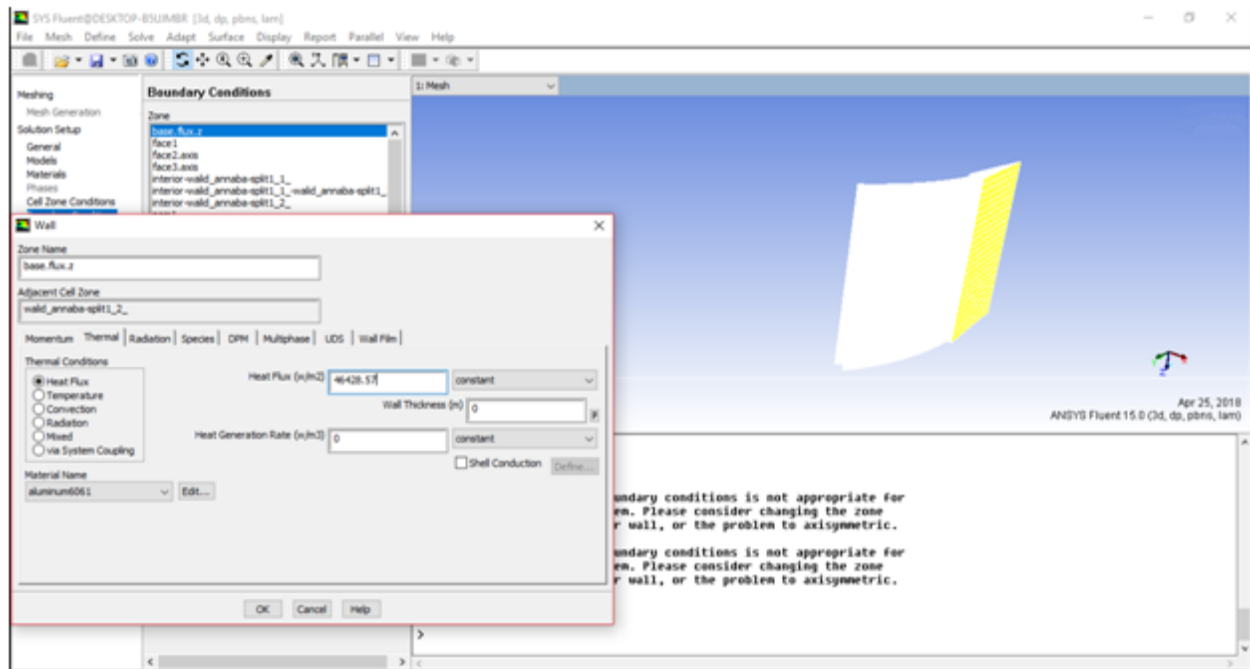 SYS Fluent@DESKTOP-B5UJMBR [3d, dp, pbns, lam]
File Mesh Define Solve Adapt Surface Display Report Parallel View Help
Meshing
Mesh Generation
Solution Setup
General
Models
Materials
Phases
Cell Zone Conditions
Boundary Conditions
Zone
base.flux.z
face1
face2.axis
face3.axis
interior-walid_annaba-split1_1_
interior-walid_annaba-split1_1_-walid_annaba-split1_
interior-walid_annaba-split1_2_
1: Mesh
Wall
Zone Name
base.flux.z
Adjacent Cell Zone
walid_annaba-split1_2_
Momentum Thermal Radiation Species DPM Multiphase UDS Wall Film
Thermal Conditions
Heat Flux
Temperature
Convection
Radiation
Mixed
via System Coupling
Heat Flux (w/m2) 46428.57 constant
Wall Thickness (m) 0 P
Heat Generation Rate (w/m3) 0 constant
Shell Conduction Define...
Material Name
aluminum6061 Edit...
OK Cancel Help
Z
Apr 25, 2018
ANSYS Fluent 15.0 (3d, dp, pbns, lam)
undary conditions is not appropriate for
em. Please consider changing the zone
r wall, or the problem to axisymmetric.
undary conditions is not appropriate for
em. Please consider changing the zone
r wall, or the problem to axisymmetric.
>